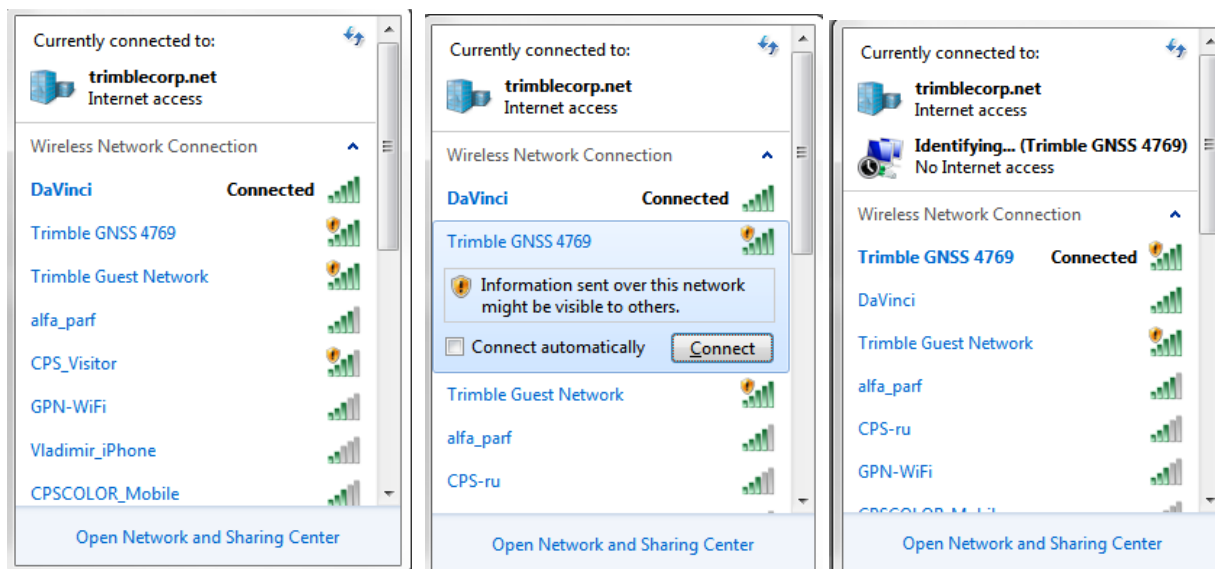 Currently connected to:
trimblecorp.net
Internet access
Wireless Network Connection
DaVinci Connected
Trimble GNSS 4769
Trimble Guest Network
alfa_parf
CPS_Visitor
GPN-WiFi
Vladimir_iPhone
CPSCOLOR_Mobile
Open Network and Sharing Center
Currently connected to:
trimblecorp.net
Internet access
Wireless Network Connection
DaVinci Connected
Trimble GNSS 4769
Information sent over this network
might be visible to others.
Connect automatically Connect
Trimble Guest Network
alfa_parf
CPS-ru
Open Network and Sharing Center
Currently connected to:
trimblecorp.net
Internet access
Identifying... (Trimble GNSS 4769)
No Internet access
Wireless Network Connection
Trimble GNSS 4769 Connected
DaVinci
Trimble Guest Network
alfa_parf
CPS-ru
GPN-WiFi
Open Network and Sharing Center